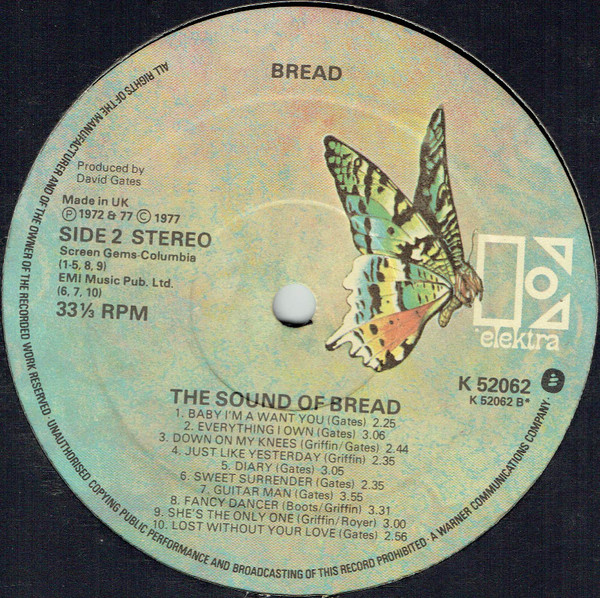 BREAD
Produced by
David Gates
Made in UK
Ⓟ 1972 & 77 © 1977
SIDE 2 STEREO
Screen Gems-Columbia
(1-5, 8, 9)
EMI Music Pub. Ltd.
(6, 7, 10)
33⅓ RPM
elektra
K 52062
K 52062 B*
THE SOUND OF BREAD
1. BABY I'M A WANT YOU (Gates) 2.25
2. EVERYTHING I OWN (Gates) 3.06
3. DOWN ON MY KNEES (Griffin/Gates) 2.44
4. JUST LIKE YESTERDAY (Griffin) 2.35
5. DIARY (Gates) 3.05
6. SWEET SURRENDER (Gates) 2.35
7. GUITAR MAN (Gates) 3.55
8. FANCY DANCER (Boots/Griffin) 3.31
9. SHE'S THE ONLY ONE (Griffin/Royer) 3.00
10. LOST WITHOUT YOUR LOVE (Gates) 2.56
ALL RIGHTS OF THE MANUFACTURER AND OF THE OWNER OF THE RECORDED WORK RESERVED · UNAUTHORISED COPYING PUBLIC PERFORMANCE AND BROADCASTING OF THIS RECORD PROHIBITED · A WARNER COMMUNICATIONS COMPANY ·